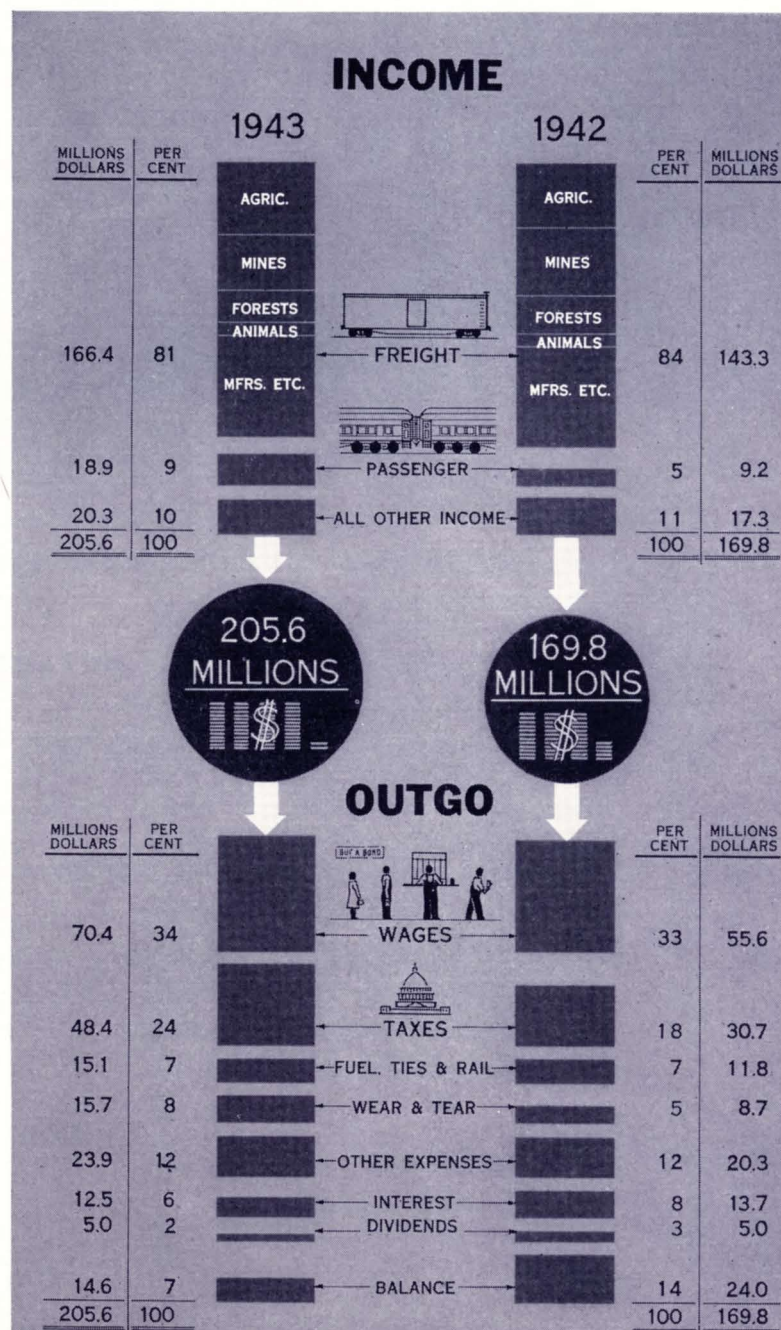 INCOME
1943 1942
MILLIONS DOLLARS PER CENT PER CENT MILLIONS DOLLARS
AGRIC. AGRIC.
MINES MINES
FORESTS FORESTS
ANIMALS ANIMALS
166.4 81 FREIGHT 84 143.3
MFRS. ETC. MFRS. ETC.
18.9 9 PASSENGER 5 9.2
20.3 10 ALL OTHER INCOME 11 17.3
205.6 100 100 169.8
205.6 169.8
MILLIONS MILLIONS
$ $
OUTGO
MILLIONS DOLLARS PER CENT PER CENT MILLIONS DOLLARS
BUY A BOND
70.4 34 WAGES 33 55.6
48.4 24 TAXES 18 30.7
15.1 7 FUEL, TIES & RAIL 7 11.8
15.7 8 WEAR & TEAR 5 8.7
23.9 12 OTHER EXPENSES 12 20.3
12.5 6 INTEREST 8 13.7
5.0 2 DIVIDENDS 3 5.0
14.6 7 BALANCE 14 24.0
205.6 100 100 169.8